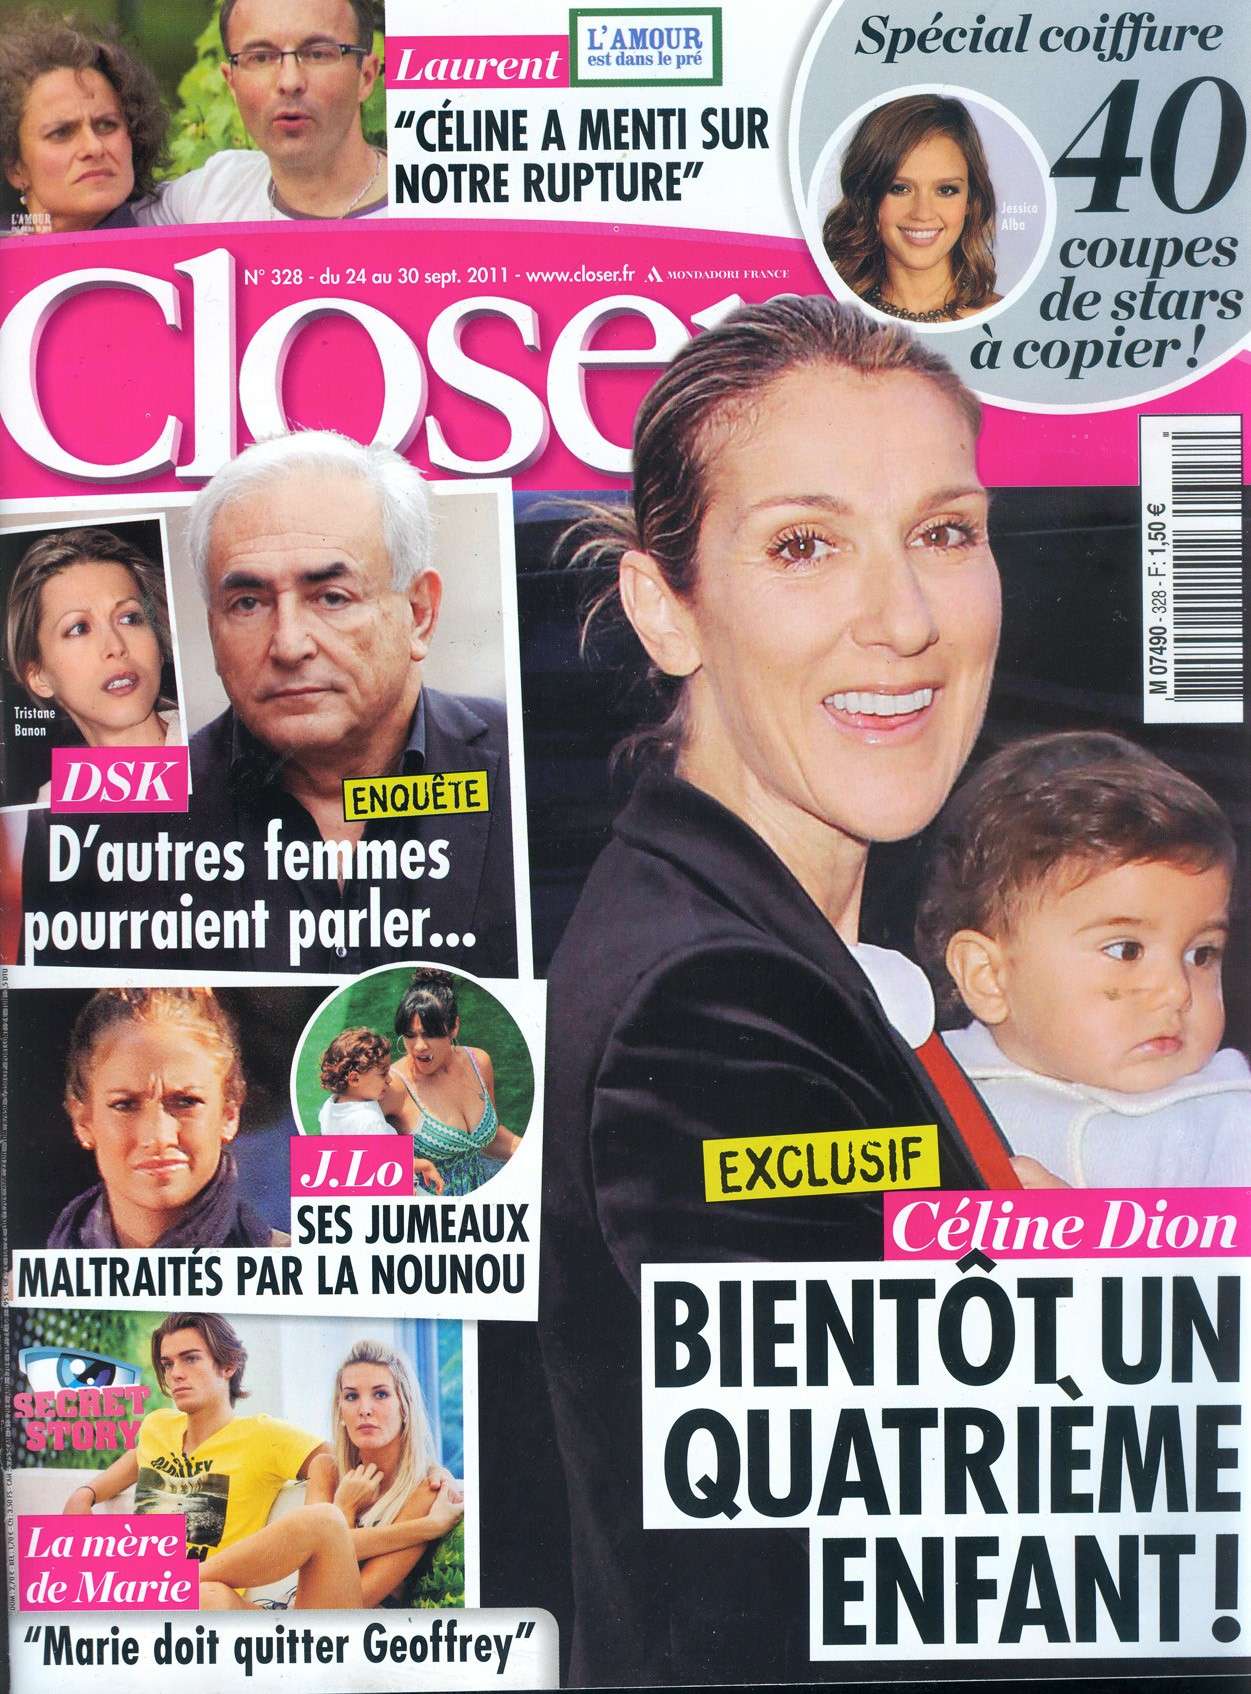 Laurent
L'AMOUR
est dans le pré
"CÉLINE A MENTI SUR
NOTRE RUPTURE"
L'AMOUR
Spécial coiffure
40
coupes
de stars
à copier !
Jessica
Alba
N° 328 - du 24 au 30 sept. 2011 - www.closer.fr MONDADORI FRANCE
Closer
M 07490 - 328 - F: 1,50 €
Tristane
Banon
DSK
ENQUÊTE
D'autres femmes
pourraient parler...
J.Lo
SES JUMEAUX
MALTRAITÉS PAR LA NOUNOU
EXCLUSIF
Céline Dion
BIENTÔT UN
QUATRIÈME
ENFANT !
SECRET
STORY
La mère
de Marie
"Marie doit quitter Geoffrey"